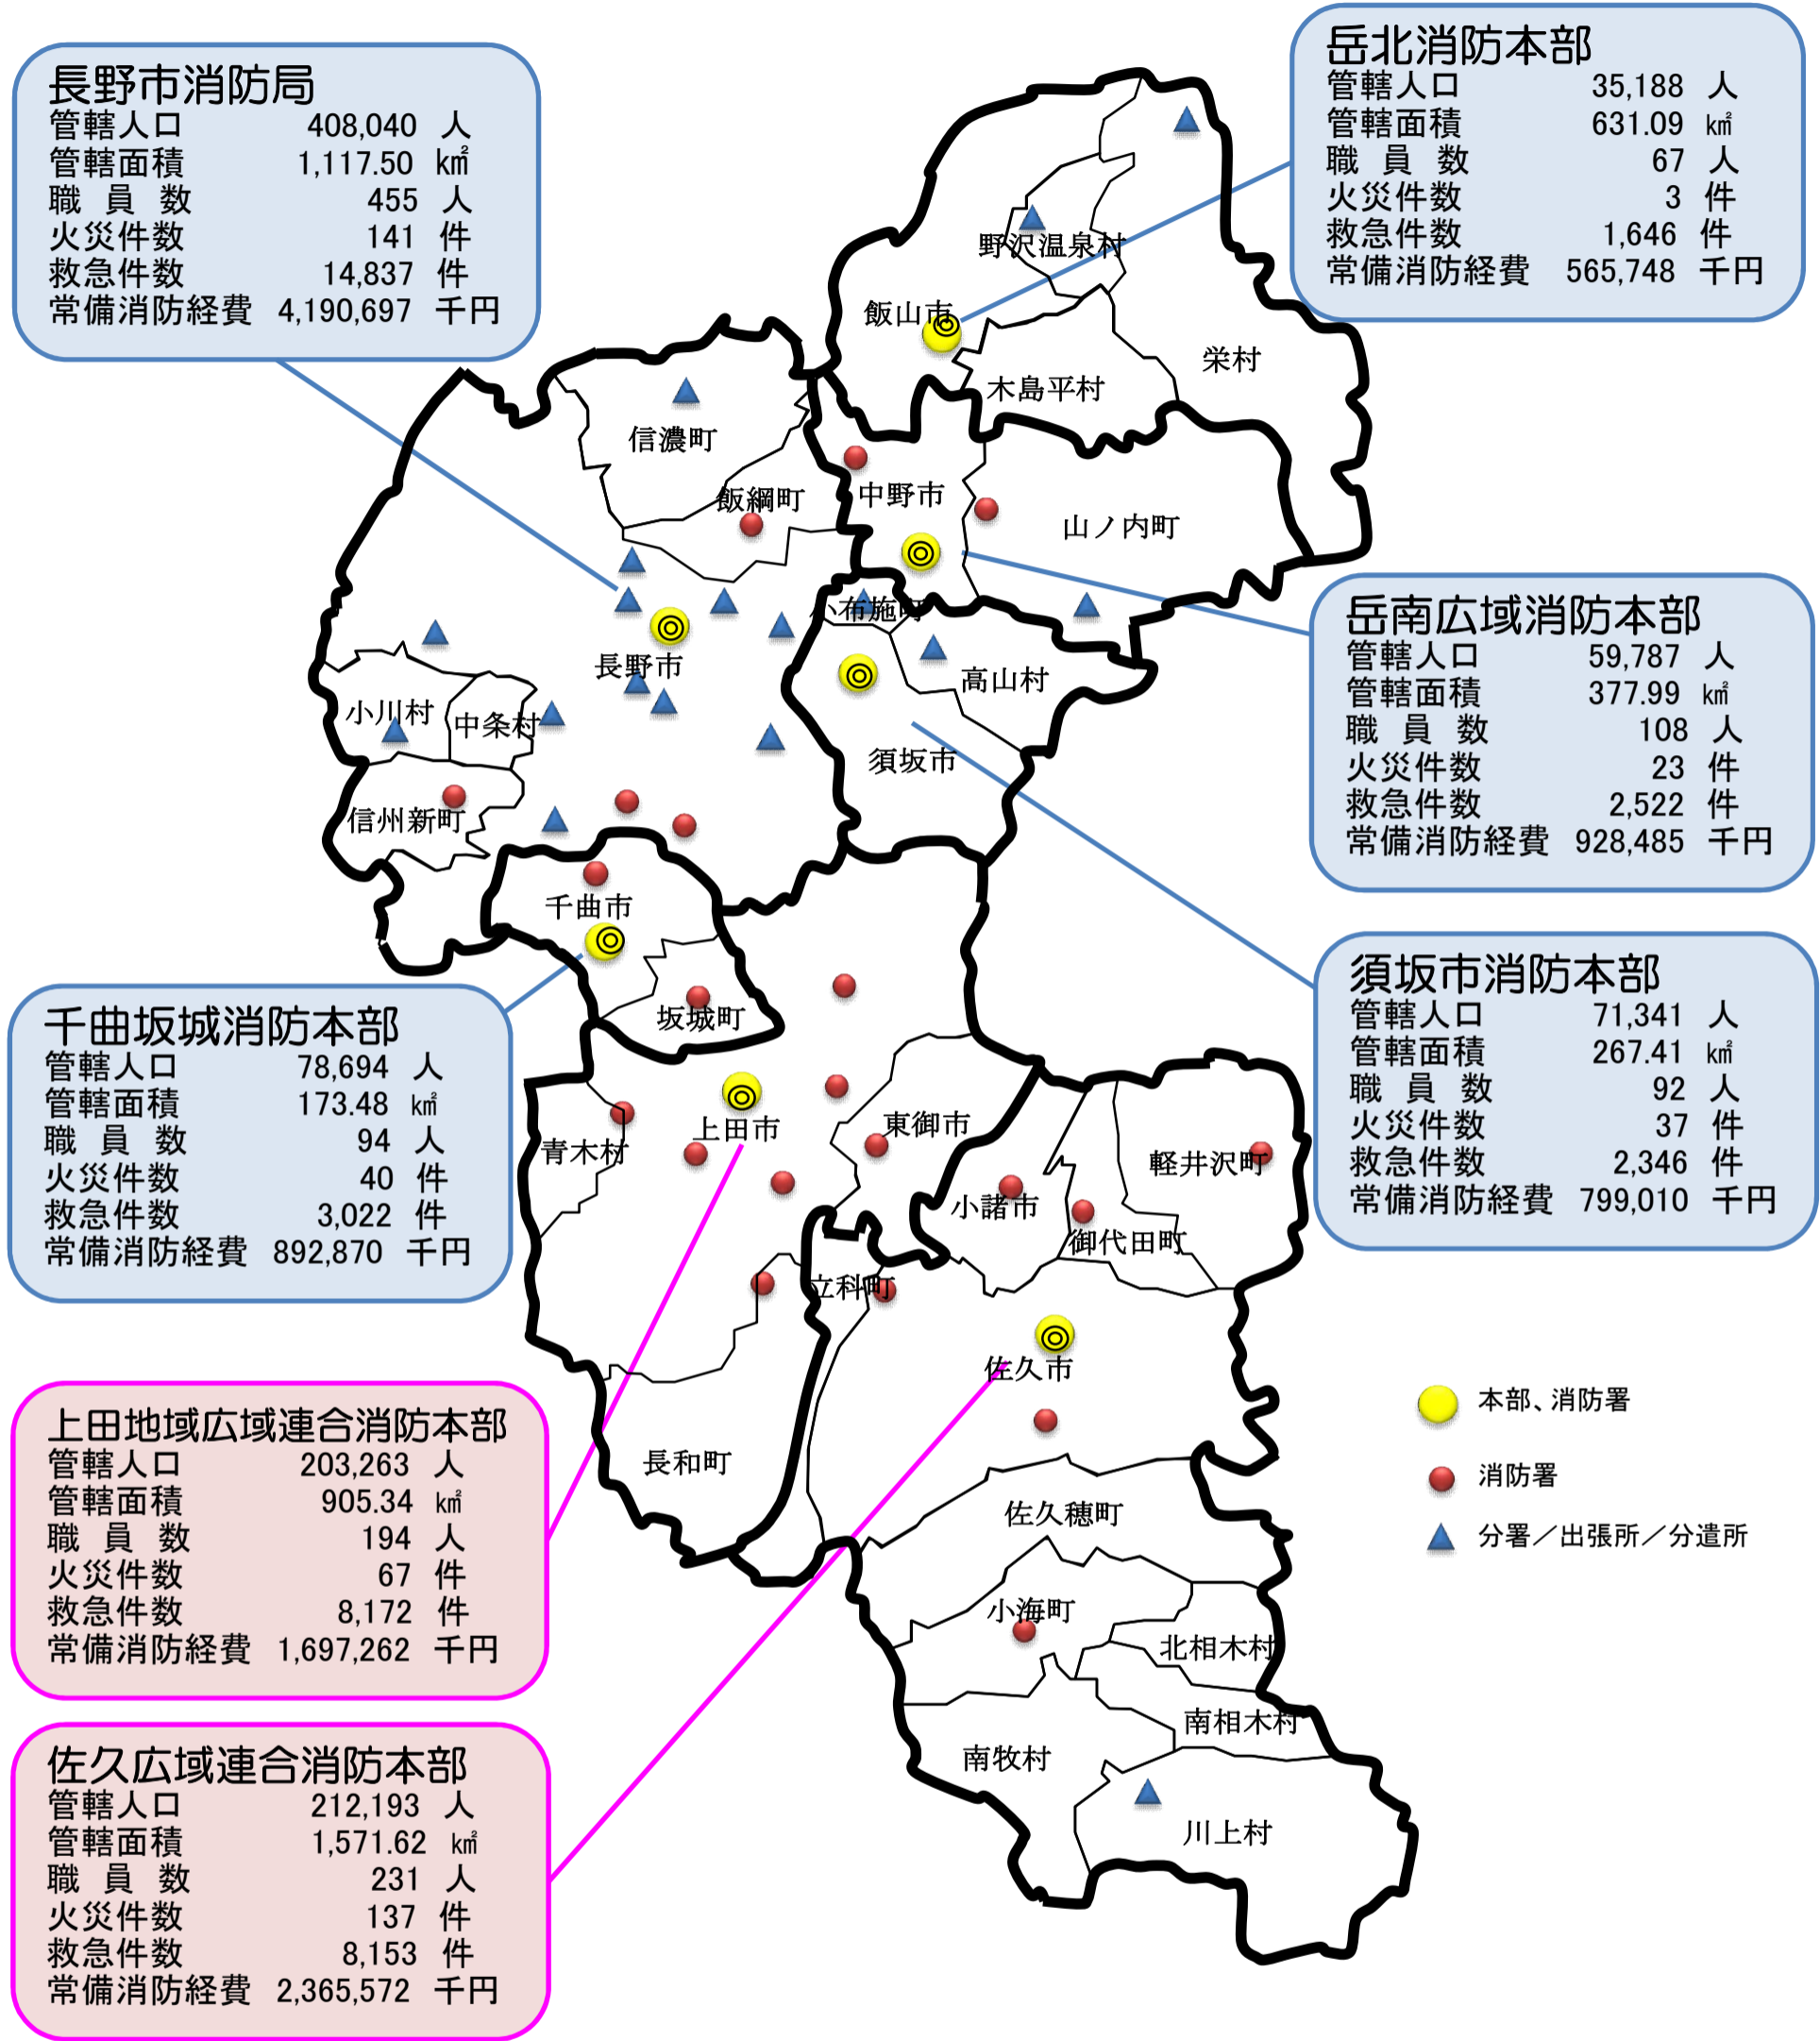 長野市消防局
管轄人口 408,040 人
管轄面積 1,117.50 k㎡
職 員 数 455 人
火災件数 141 件
救急件数 14,837 件
常備消防経費 4,190,697 千円
岳北消防本部
管轄人口 35,188 人
管轄面積 631.09 k㎡
職 員 数 67 人
火災件数 3 件
救急件数 1,646 件
常備消防経費 565,748 千円
野沢温泉村
飯山市
栄村
木島平村
信濃町
飯綱町
中野市
山ノ内町
小布施町
長野市
高山村
小川村
中条村
須坂市
信州新町
岳南広域消防本部
管轄人口 59,787 人
管轄面積 377.99 k㎡
職 員 数 108 人
火災件数 23 件
救急件数 2,522 件
常備消防経費 928,485 千円
千曲市
坂城町
須坂市消防本部
管轄人口 71,341 人
管轄面積 267.41 k㎡
職 員 数 92 人
火災件数 37 件
救急件数 2,346 件
常備消防経費 799,010 千円
千曲坂城消防本部
管轄人口 78,694 人
管轄面積 173.48 k㎡
職 員 数 94 人
火災件数 40 件
救急件数 3,022 件
常備消防経費 892,870 千円
上田市
東御市
青木村
軽井沢町
小諸市
御代田町
立科町
佐久市
長和町
佐久穂町
小海町
北相木村
南相木村
南牧村
川上村
本部、消防署
消防署
分署／出張所／分遣所
上田地域広域連合消防本部
管轄人口 203,263 人
管轄面積 905.34 k㎡
職 員 数 194 人
火災件数 67 件
救急件数 8,172 件
常備消防経費 1,697,262 千円
佐久広域連合消防本部
管轄人口 212,193 人
管轄面積 1,571.62 k㎡
職 員 数 231 人
火災件数 137 件
救急件数 8,153 件
常備消防経費 2,365,572 千円